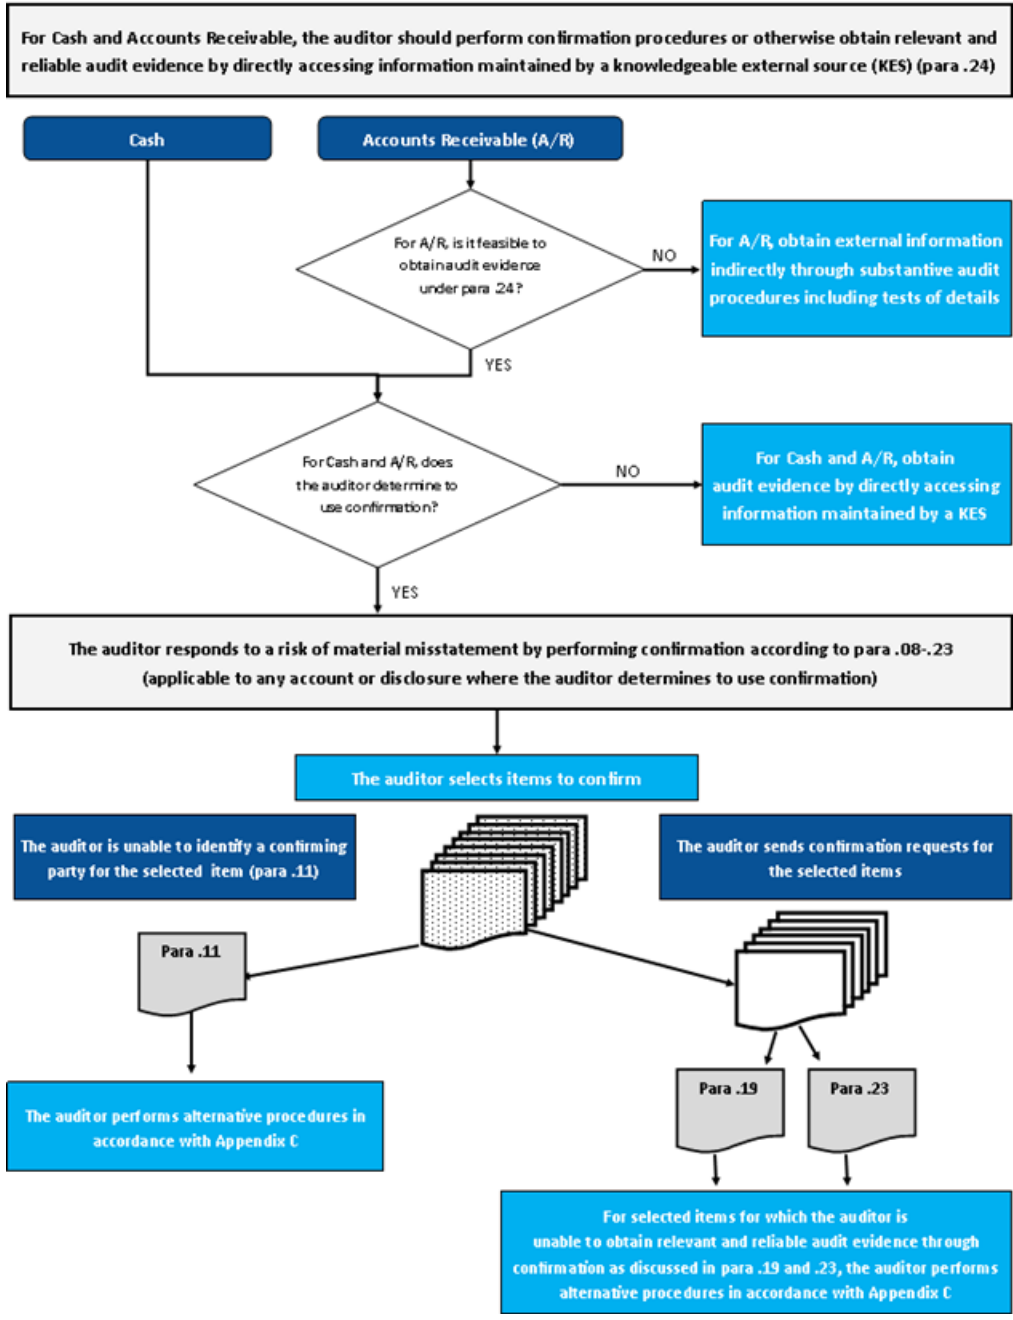 For Cash and Accounts Receivable, the auditor should perform confirmation procedures or otherwise obtain relevant and
reliable audit evidence by directly accessing information maintained by a knowledgeable external source (KES) (para .24)
Cash
Accounts Receivable (A/R)
For A/R, is it feasible to
obtain audit evidence
under para .24?
NO
For A/R, obtain external information
indirectly through substantive audit
procedures including tests of details
YES
For Cash and A/R, does
the auditor determine to
use confirmation?
NO
For Cash and A/R, obtain
audit evidence by directly accessing
information maintained by a KES
YES
The auditor responds to a risk of material misstatement by performing confirmation according to para .08-.23
(applicable to any account or disclosure where the auditor determines to use confirmation)
The auditor selects items to confirm
The auditor is unable to identify a confirming
party for the selected item (para .11)
The auditor sends confirmation requests for
the selected items
Para .11
Para .19
Para .23
The auditor performs alternative procedures in
accordance with Appendix C
For selected items for which the auditor is
unable to obtain relevant and reliable audit evidence through
confirmation as discussed in para .19 and .23, the auditor performs
alternative procedures in accordance with Appendix C